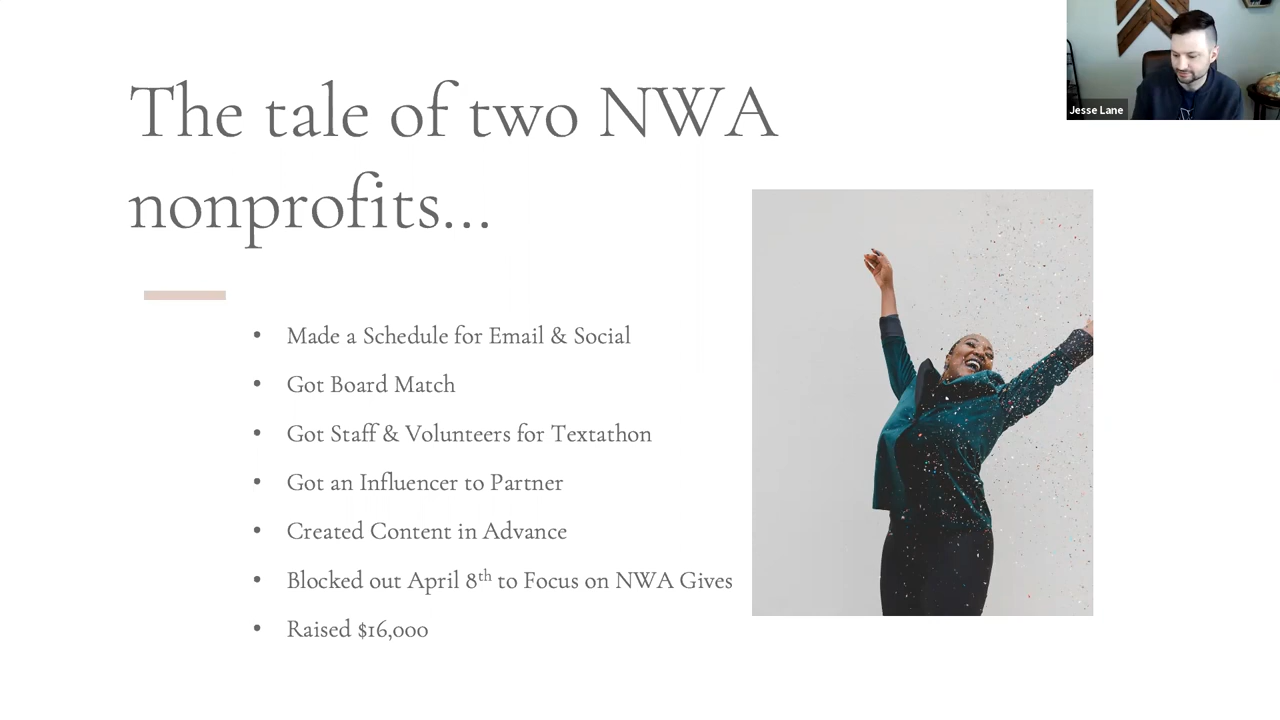 The tale of two NWA
nonprofits...
• Made a Schedule for Email & Social
• Got Board Match
• Got Staff & Volunteers for Textathon
• Got an Influencer to Partner
• Created Content in Advance
• Blocked out April 8th to Focus on NWA Gives
• Raised $16,000
Jesse Lane